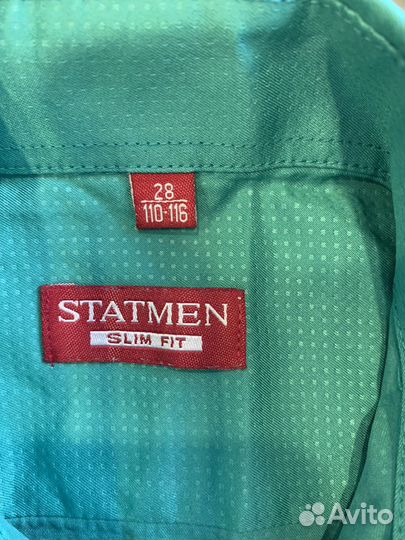 28
110-116
STATMEN
SLIM FIT
Avito